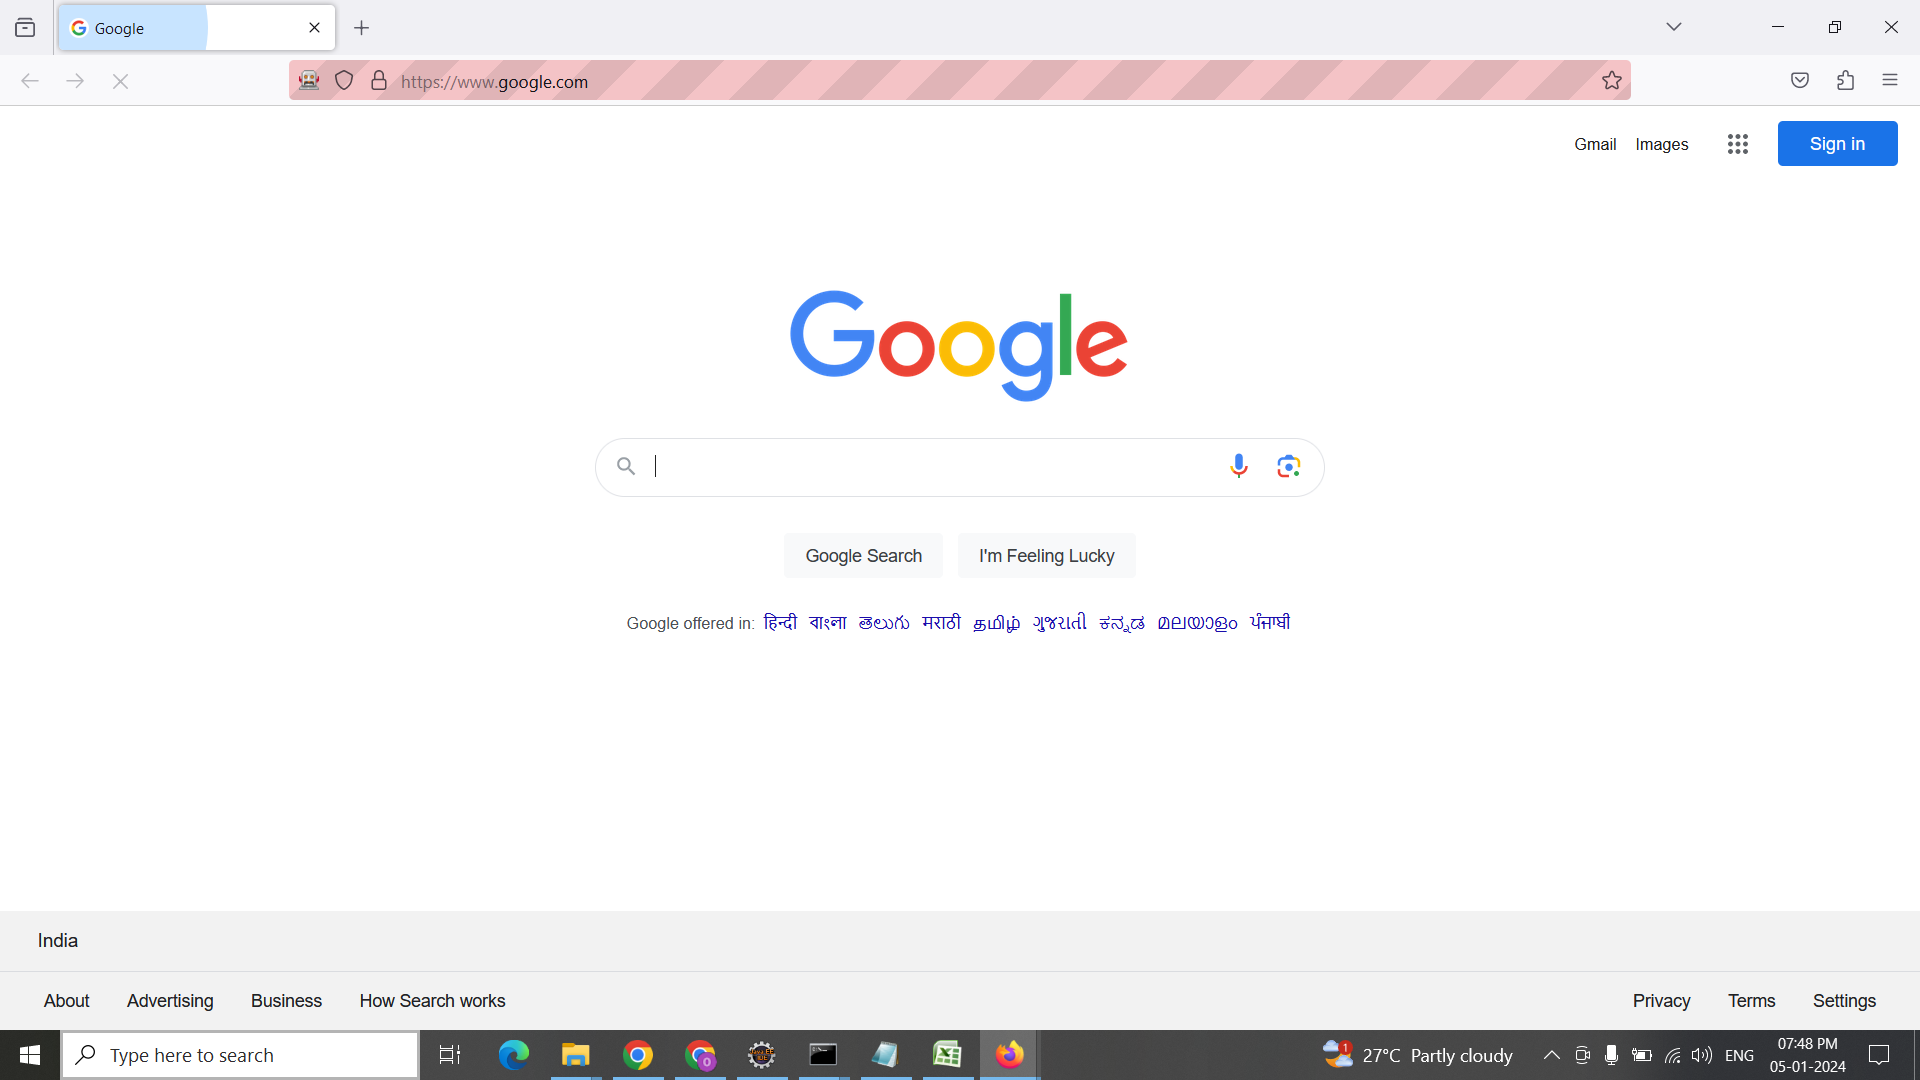 Google
https://www.google.com
Gmail Images Sign in
Google
Google Search I'm Feeling Lucky
Google offered in: हिन्दी বাংলা తెలుగు मराठी தமிழ் ગુજરાતી ಕನ್ನಡ മലയാളം ਪੰਜਾਬੀ
India
About Advertising Business How Search works Privacy Terms Settings
Type here to search 1 27°C Partly cloudy ENG 07:48 PM
05-01-2024